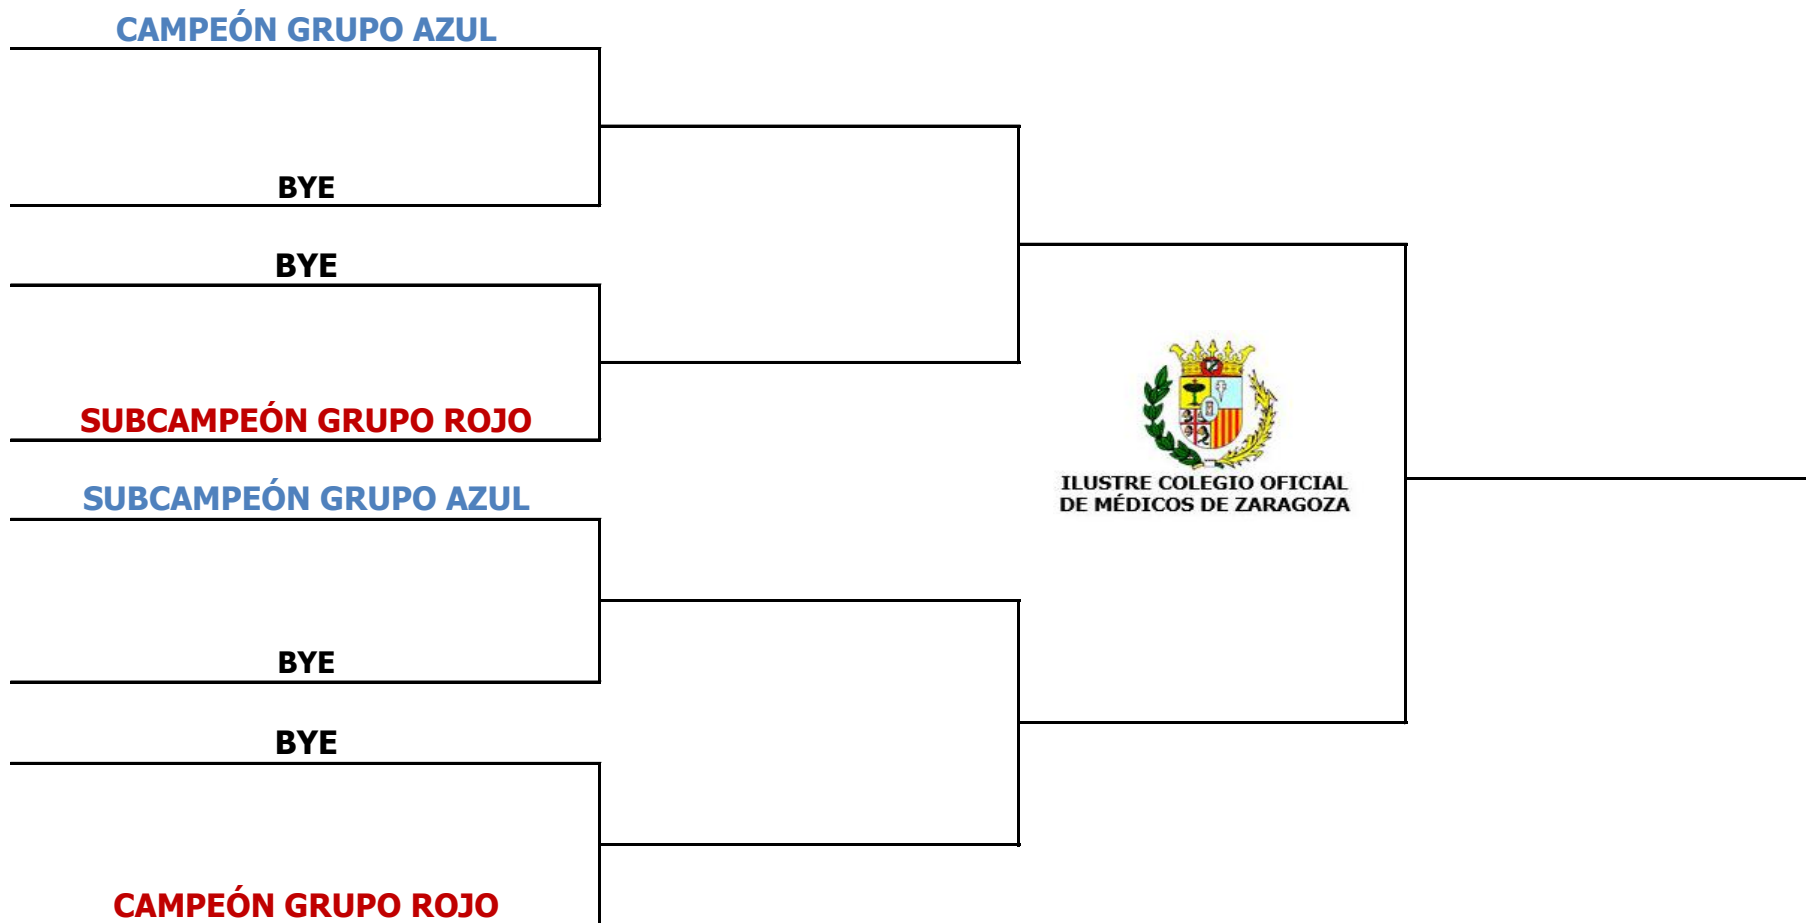 CAMPEÓN GRUPO AZUL
BYE
BYE
SUBCAMPEÓN GRUPO ROJO
SUBCAMPEÓN GRUPO AZUL
BYE
BYE
CAMPEÓN GRUPO ROJO
ILUSTRE COLEGIO OFICIAL
DE MÉDICOS DE ZARAGOZA